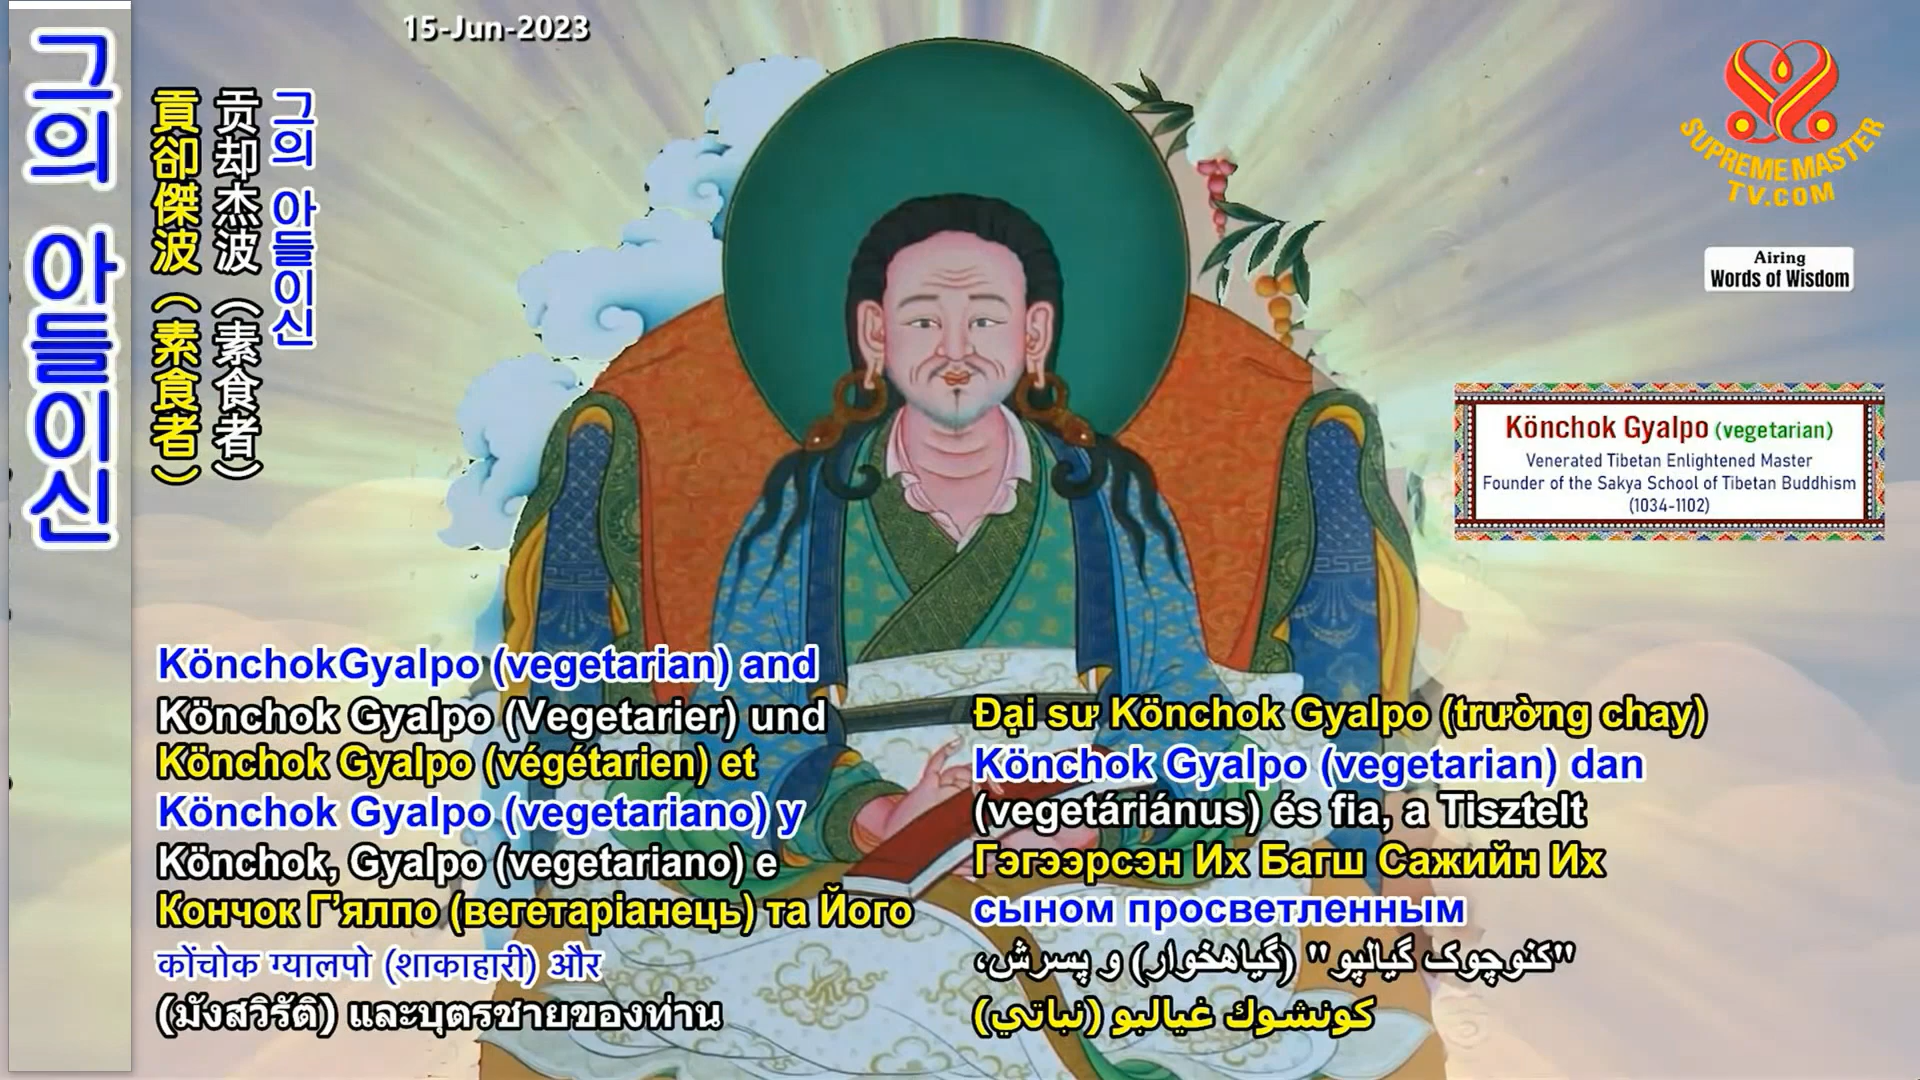 15-Jun-2023
그의 아들이신
貢卻傑波（素食者）
贡却杰波（素食者）
그의 아들이신
SUPREME MASTER
TV.COM
Airing
Words of Wisdom
Könchok Gyalpo (vegetarian)
Venerated Tibetan Enlightened Master
Founder of the Sakya School of Tibetan Buddhism
(1034-1102)
KönchokGyalpo (vegetarian) and
Könchok Gyalpo (Vegetarier) und
Könchok Gyalpo (végétarien) et
Könchok Gyalpo (vegetariano) y
Könchok, Gyalpo (vegetariano) e
Кончок Г’ялпо (вегетаріанець) та Його
कोंचोक ग्यालपो (शाकाहारी) और
(มังสวิรัติ) และบุตรชายของท่าน
Đại sư Könchok Gyalpo (trường chay)
Könchok Gyalpo (vegetarian) dan
(vegetáriánus) és fia, a Tisztelt
Гэгээрсэн Их Багш Сажийн Их
сыном просветленным
"کنوچوک گیالپو" (گیاهخوار) و پسرش،
كونشوك غيالبو (نباتي)